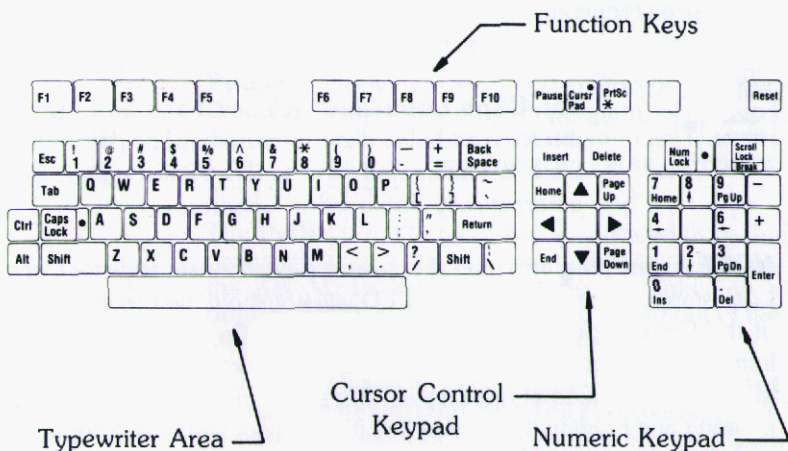 Function Keys
F1 F2 F3 F4 F5 F6 F7 F8 F9 F10 Pause Cursr Pad PrtSc * Reset
Esc ! 1 @ 2 # 3 $ 4 % 5 ^ 6 & 7 * 8 ( 9 ) 0 — - + = Back Space Insert Delete Num Lock Scroll Lock Break
Tab Q W E R T Y U I O P { [ } ] ~ ` Home ▲ Page Up 7 Home 8 ↑ 9 PgUp −
Ctrl Caps Lock A S D F G H J K L : ; " ' Return ◀ ▶ 4 ← 6 ← +
Alt Shift Z X C V B N M < , > . ? / Shift ¦ \ End ▼ Page Down 1 End 2 ↓ 3 PgDn Enter
0 Ins . Del
Cursor Control
Keypad
Typewriter Area
Numeric Keypad